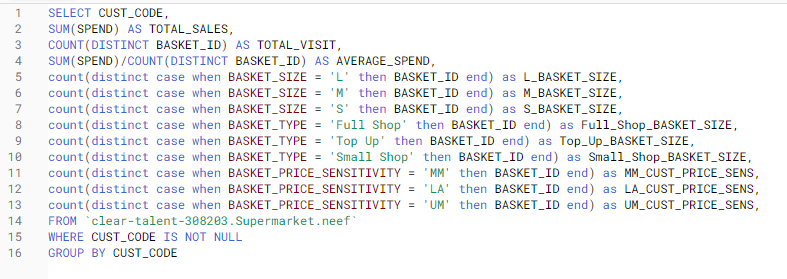 1 SELECT CUST_CODE,
2 SUM(SPEND) AS TOTAL_SALES,
3 COUNT(DISTINCT BASKET_ID) AS TOTAL_VISIT,
4 SUM(SPEND)/COUNT(DISTINCT BASKET_ID) AS AVERAGE_SPEND,
5 count(distinct case when BASKET_SIZE = 'L' then BASKET_ID end) as L_BASKET_SIZE,
6 count(distinct case when BASKET_SIZE = 'M' then BASKET_ID end) as M_BASKET_SIZE,
7 count(distinct case when BASKET_SIZE = 'S' then BASKET_ID end) as S_BASKET_SIZE,
8 count(distinct case when BASKET_TYPE = 'Full Shop' then BASKET_ID end) as Full_Shop_BASKET_SIZE,
9 count(distinct case when BASKET_TYPE = 'Top Up' then BASKET_ID end) as Top_Up_BASKET_SIZE,
10 count(distinct case when BASKET_TYPE = 'Small Shop' then BASKET_ID end) as Small_Shop_BASKET_SIZE,
11 count(distinct case when BASKET_PRICE_SENSITIVITY = 'MM' then BASKET_ID end) as MM_CUST_PRICE_SENS,
12 count(distinct case when BASKET_PRICE_SENSITIVITY = 'LA' then BASKET_ID end) as LA_CUST_PRICE_SENS,
13 count(distinct case when BASKET_PRICE_SENSITIVITY = 'UM' then BASKET_ID end) as UM_CUST_PRICE_SENS,
14 FROM `clear-talent-308203.Supermarket.neef`
15 WHERE CUST_CODE IS NOT NULL
16 GROUP BY CUST_CODE